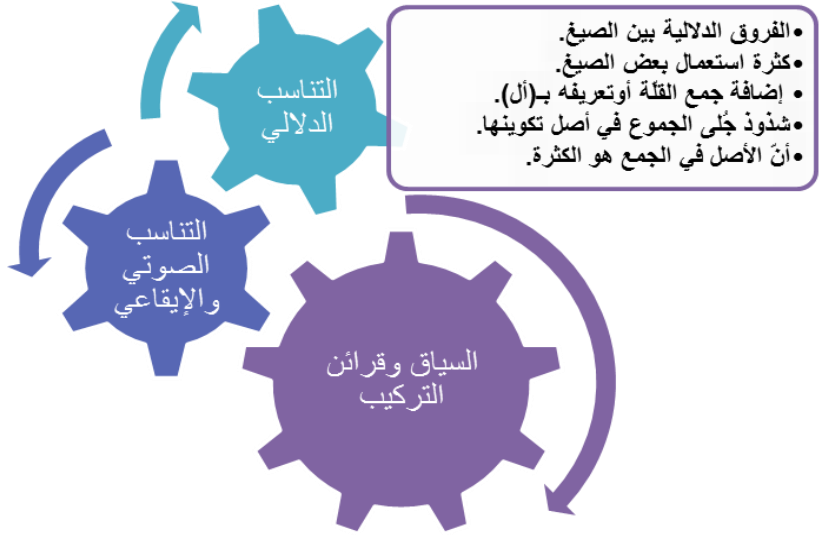 •الفروق الدلالية بين الصيغ.
•كثرة استعمال بعض الصيغ.
• إضافة جمع القلّة أوتعريفه بـ(أل).
•شذوذ جُلى الجموع في أصل تكوينها.
•أنّ الأصل في الجمع هو الكثرة.
التناسب
الدلالي
التناسب
الصوتي
والإيقاعي
السياق وقرائن
التركيب